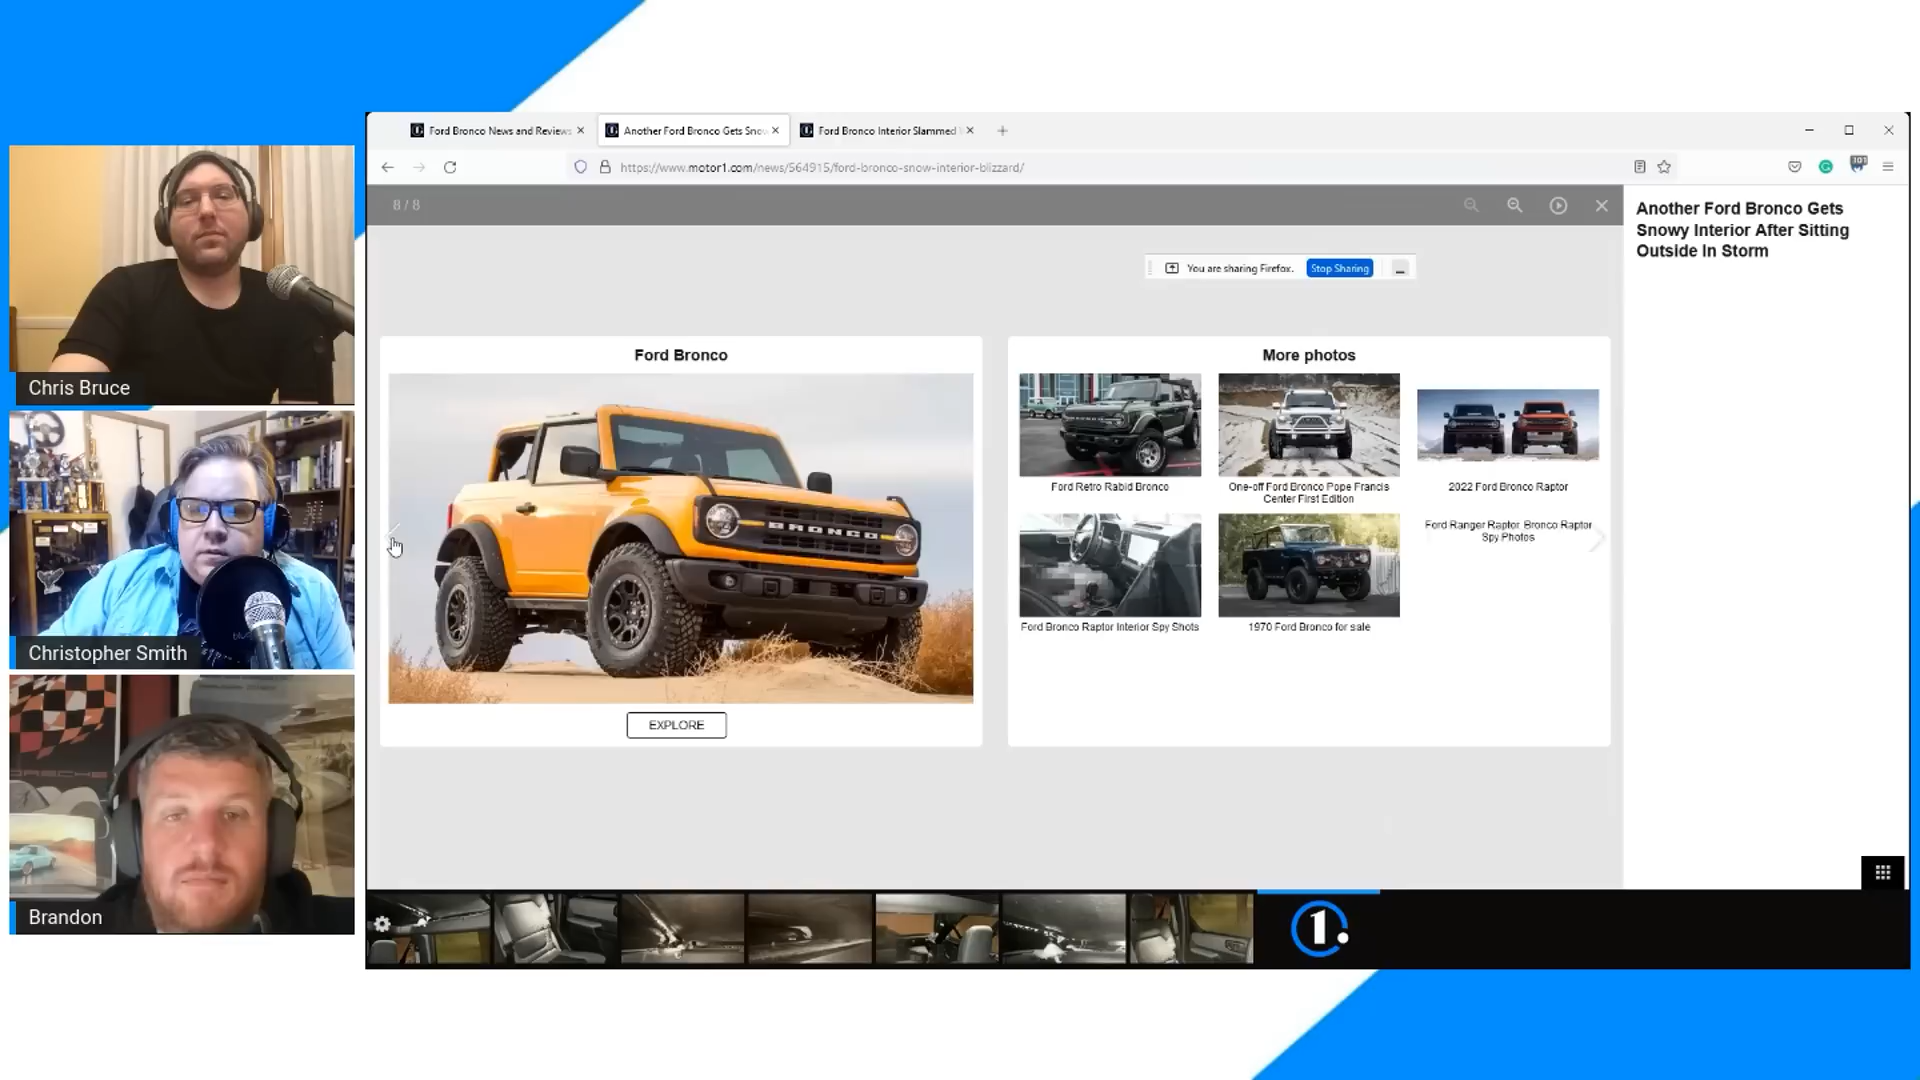 Ford Bronco News and Reviews
Another Ford Bronco Gets Snow
Ford Bronco Interior Slammed
https://www.motor1.com/news/564915/ford-bronco-snow-interior-blizzard/
101
8 / 8
Another Ford Bronco Gets
Snowy Interior After Sitting
Outside In Storm
You are sharing Firefox.
Stop Sharing
Ford Bronco
BRONCO
EXPLORE
More photos
Ford Retro Rabid Bronco
One-off Ford Bronco Pope Francis
Center First Edition
2022 Ford Bronco Raptor
Ford Bronco Raptor Interior Spy Shots
1970 Ford Bronco for sale
Ford Ranger Raptor, Bronco Raptor
Spy Photos
Chris Bruce
Christopher Smith
Brandon
1.